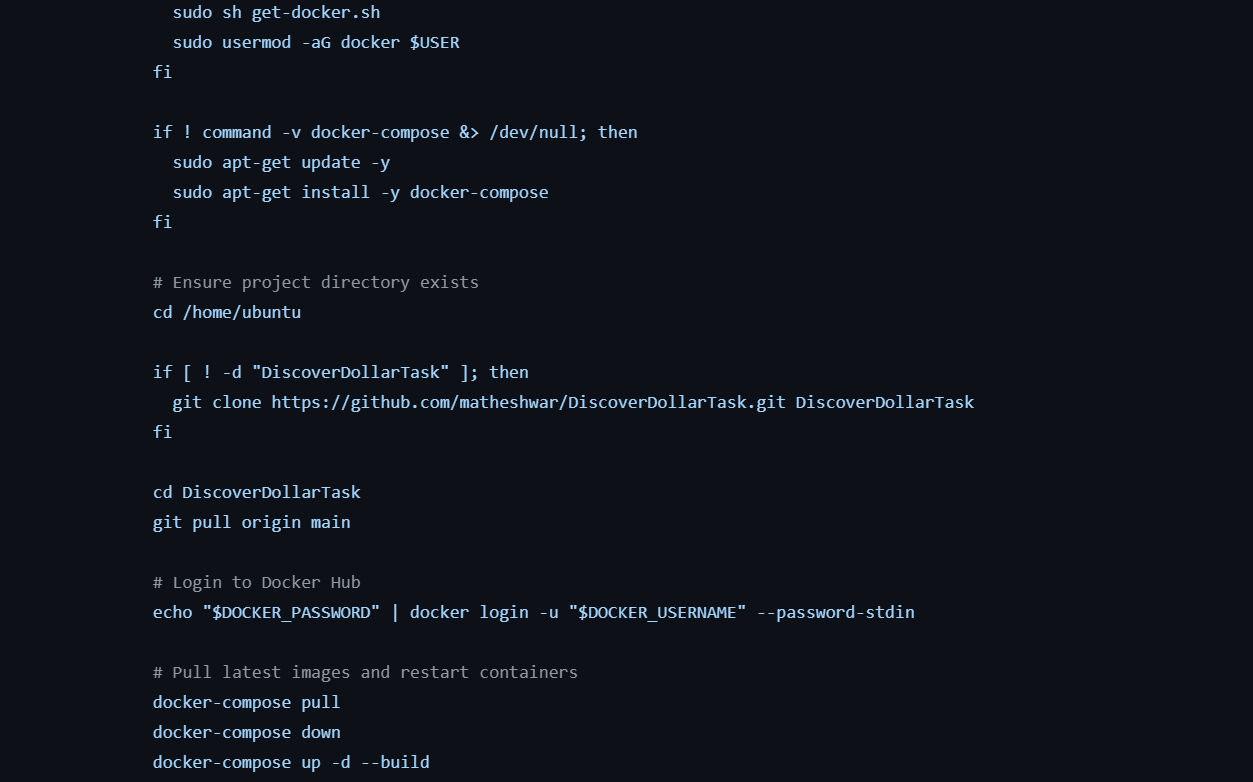 sudo sh get-docker.sh
sudo usermod -aG docker $USER
fi
if ! command -v docker-compose &> /dev/null; then
sudo apt-get update -y
sudo apt-get install -y docker-compose
fi
# Ensure project directory exists
cd /home/ubuntu
if [ ! -d "DiscoverDollarTask" ]; then
git clone https://github.com/matheshwar/DiscoverDollarTask.git DiscoverDollarTask
fi
cd DiscoverDollarTask
git pull origin main
# Login to Docker Hub
echo "$DOCKER_PASSWORD" | docker login -u "$DOCKER_USERNAME" --password-stdin
# Pull latest images and restart containers
docker-compose pull
docker-compose down
docker-compose up -d --build